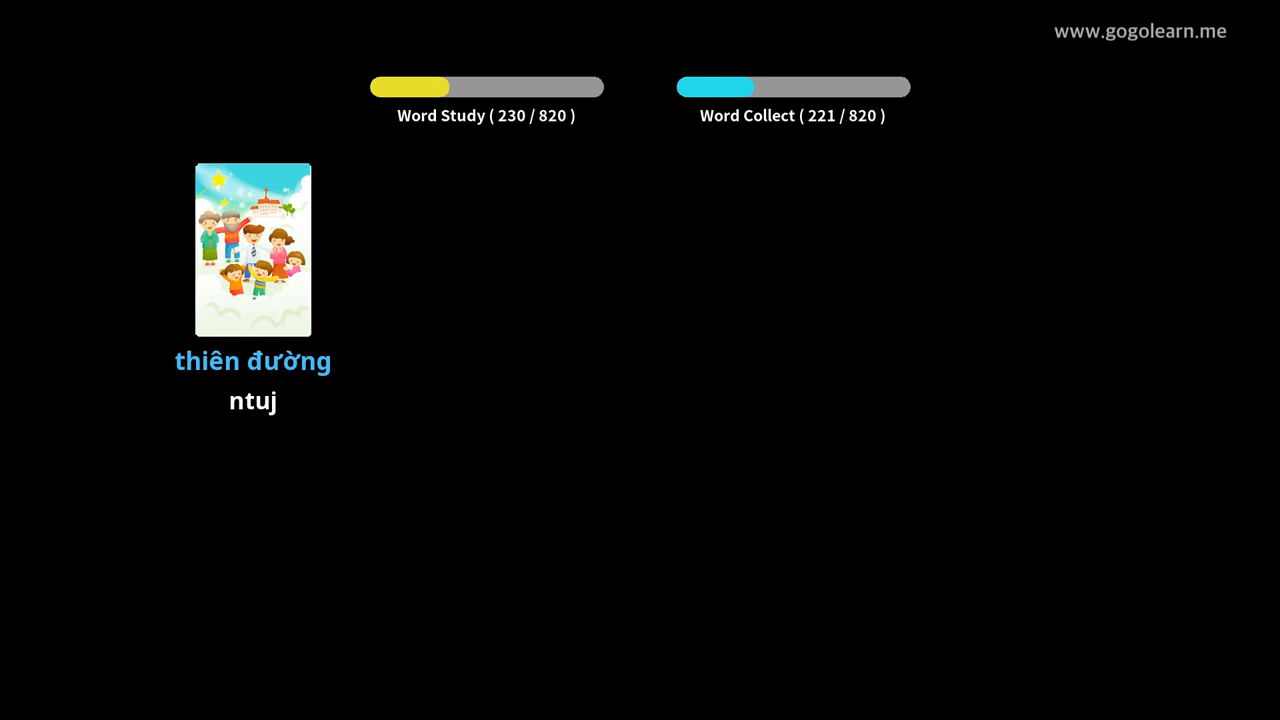 www.gogolearn.me
Word Study ( 230 / 820 )
Word Collect ( 221 / 820 )
thiên đường
ntuj